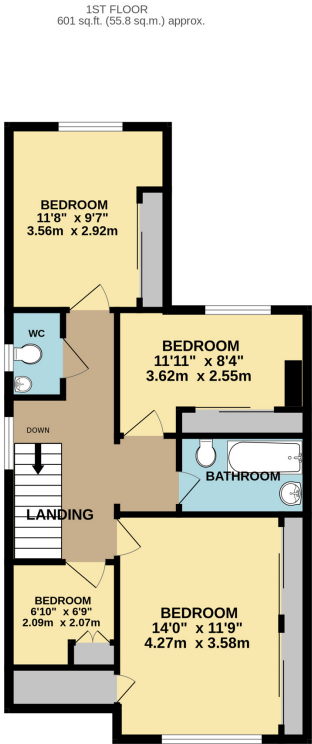 1ST FLOOR
601 sq.ft. (55.8 sq.m.) approx.
BEDROOM
11'8" x 9'7"
3.56m x 2.92m
WC
BEDROOM
11'11" x 8'4"
3.62m x 2.55m
DOWN
BATHROOM
LANDING
BEDROOM
6'10" x 6'9"
2.09m x 2.07m
BEDROOM
14'0" x 11'9"
4.27m x 3.58m